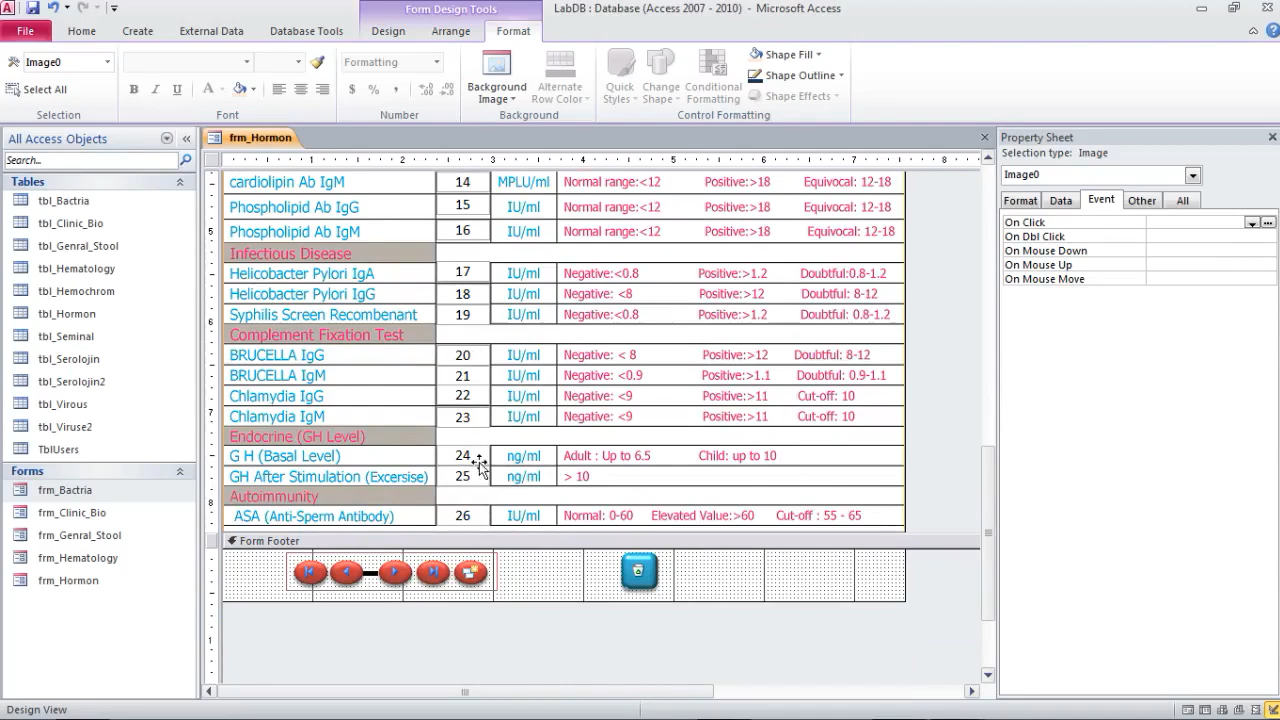 Form Design Tools
LabDB : Database (Access 2007 - 2010) - Microsoft Access
File Home Create External Data Database Tools Design Arrange Format
Image0
Select All
Selection
B I U A
Font
Formatting
$ % ,
Number
Background Image
Alternate Row Color
Background
Quick Styles
Change Shape
Conditional Formatting
Shape Fill
Shape Outline
Shape Effects
Control Formatting
All Access Objects
Search...
Tables
tbl_Bactria
tbl_Clinic_Bio
tbl_Genral_Stool
tbl_Hematology
tbl_Hemochrom
tbl_Hormon
tbl_Seminal
tbl_Serolojin
tbl_Serolojin2
tbl_Virous
tbl_Viruse2
TblUsers
Forms
frm_Bactria
frm_Clinic_Bio
frm_Genral_Stool
frm_Hematology
frm_Hormon
frm_Hormon
1 2 3 4 5 6 7 8
5
6
7
8
1
cardiolipin Ab IgM 14 MPLU/ml Normal range:<12 Positive:>18 Equivocal: 12-18
Phospholipid Ab IgG 15 IU/ml Normal range:<12 Positive:>18 Equivocal: 12-18
Phospholipid Ab IgM 16 IU/ml Normal range:<12 Positive:>18 Equivocal: 12-18
Infectious Disease
Helicobacter Pylori IgA 17 IU/ml Negative:<0.8 Positive:>1.2 Doubtful:0.8-1.2
Helicobacter Pylori IgG 18 IU/ml Negative: <8 Positive:>12 Doubtful: 8-12
Syphilis Screen Recombenant 19 IU/ml Negative:<0.8 Positive:>1.2 Doubtful: 0.8-1.2
Complement Fixation Test
BRUCELLA IgG 20 IU/ml Negative: < 8 Positive:>12 Doubtful: 8-12
BRUCELLA IgM 21 IU/ml Negative: <0.9 Positive:>1.1 Doubtful: 0.9-1.1
Chlamydia IgG 22 IU/ml Negative: <9 Positive:>11 Cut-off: 10
Chlamydia IgM 23 IU/ml Negative: <9 Positive:>11 Cut-off: 10
Endocrine (GH Level)
G H (Basal Level) 24 ng/ml Adult : Up to 6.5 Child: up to 10
GH After Stimulation (Excersise) 25 ng/ml > 10
Autoimmunity
ASA (Anti-Sperm Antibody) 26 IU/ml Normal: 0-60 Elevated Value:>60 Cut-off : 55 - 65
Form Footer
Property Sheet
Selection type: Image
Image0
Format Data Event Other All
On Click
On Dbl Click
On Mouse Down
On Mouse Up
On Mouse Move
Design View